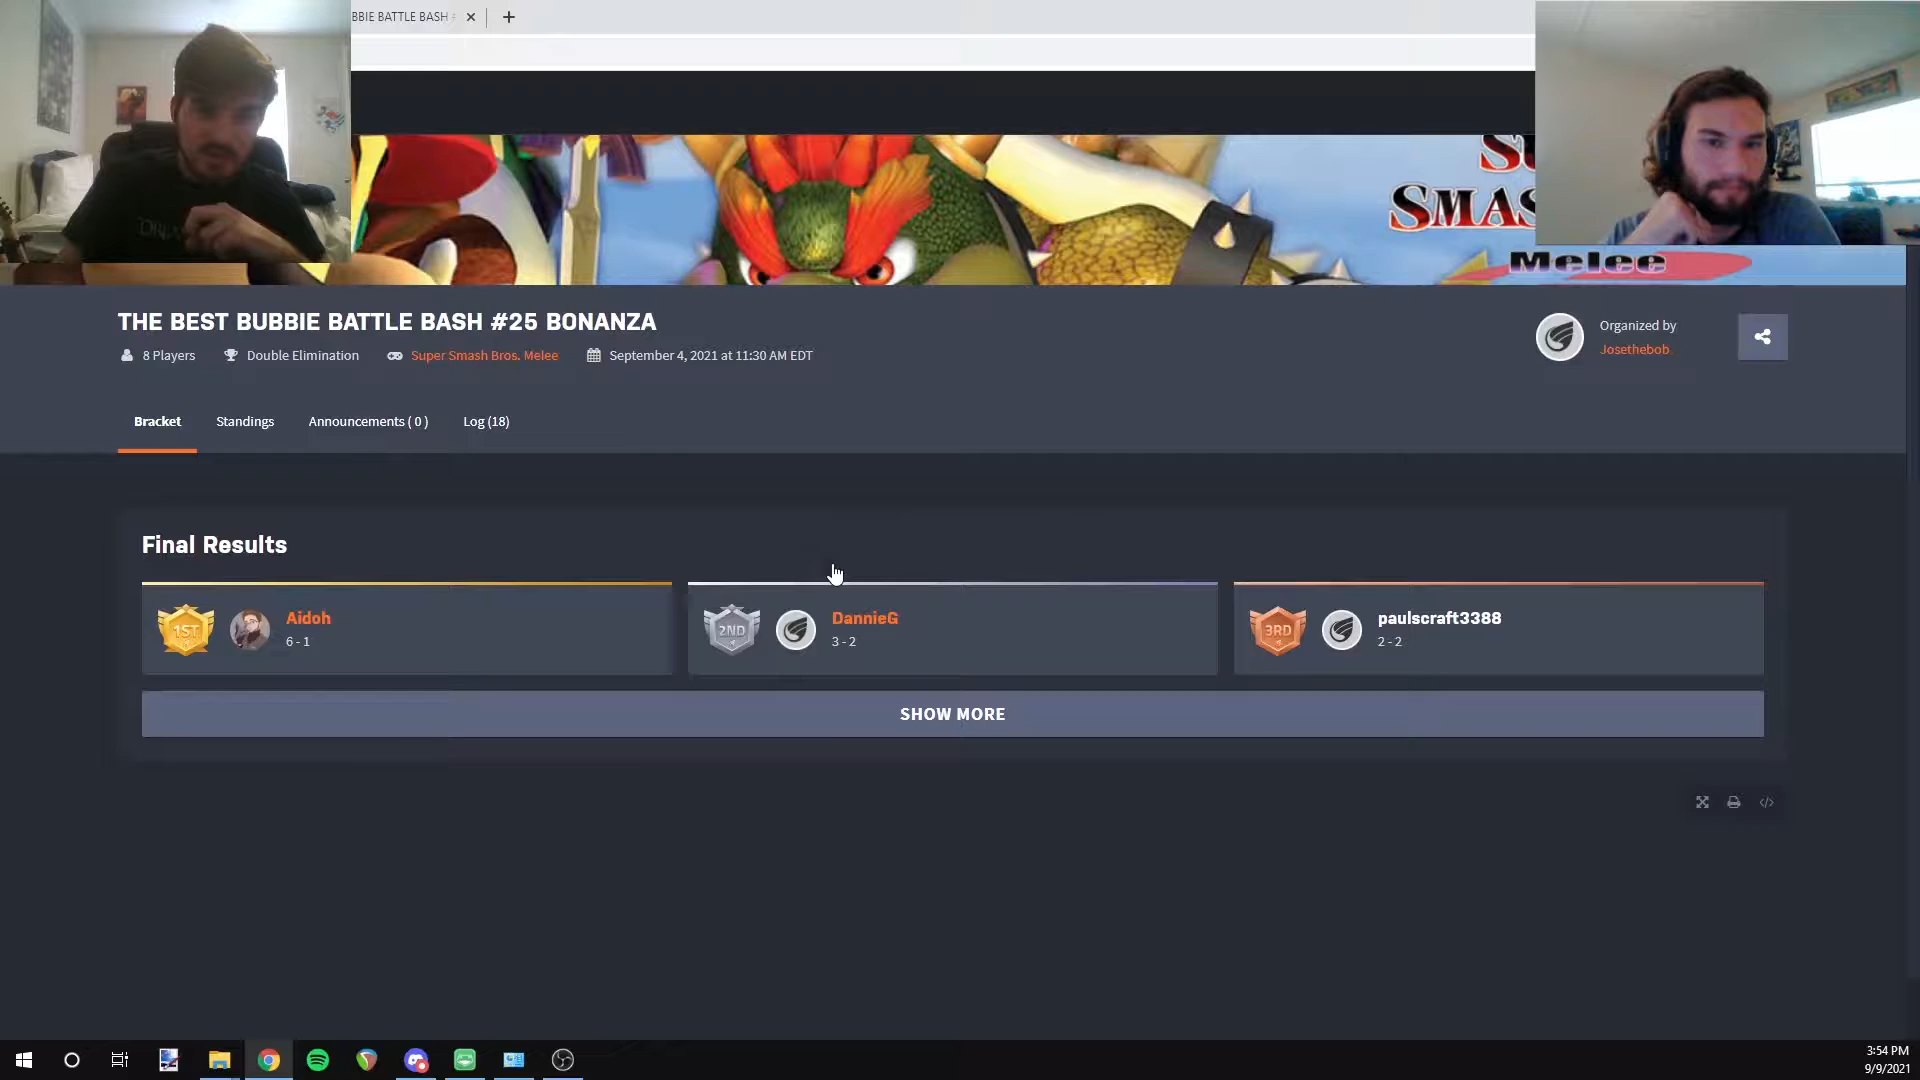 BBIE BATTLE BASH
SMAS
Melee
THE BEST BUBBIE BATTLE BASH #25 BONANZA
8 Players
Double Elimination
Super Smash Bros. Melee
September 4, 2021 at 11:30 AM EDT
Organized by
Josethebob
Bracket
Standings
Announcements ( 0 )
Log (18)
Final Results
1ST
Aidoh
6 - 1
2ND
DannieG
3 - 2
3RD
paulscraft3388
2 - 2
SHOW MORE
3:54 PM
9/9/2021